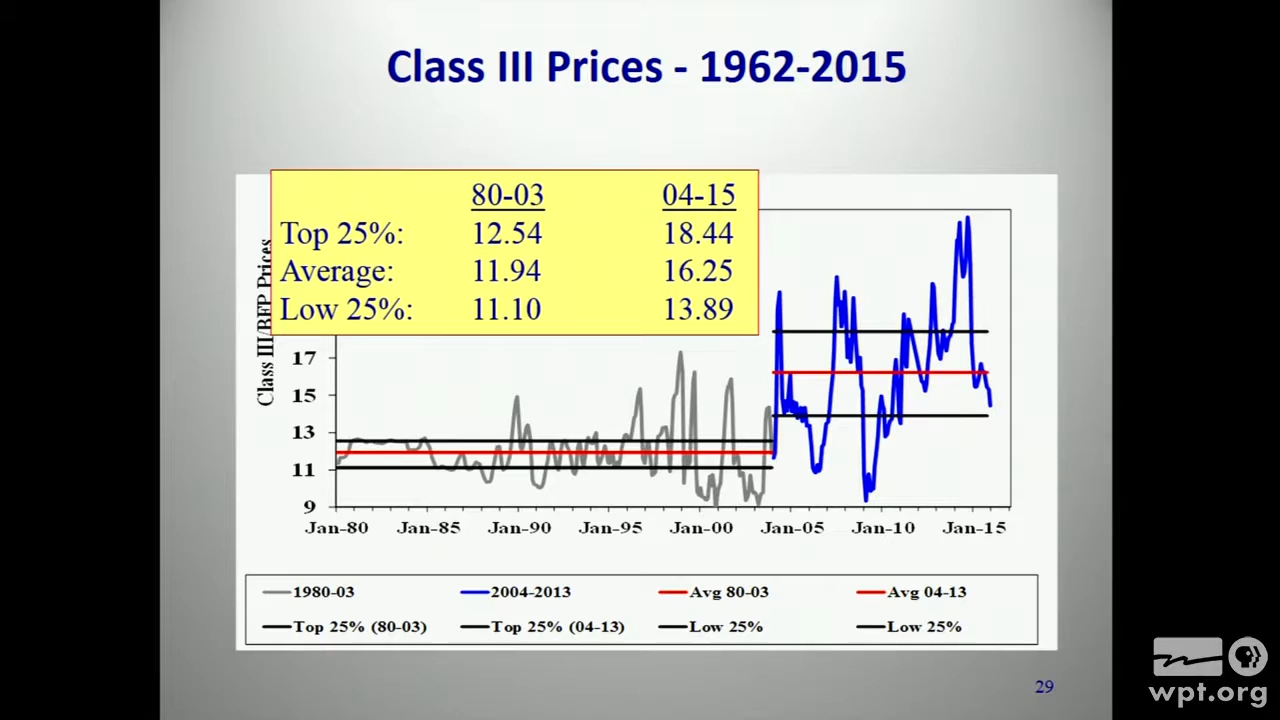 Class III Prices - 1962-2015
80-03 04-15
Top 25%: 12.54 18.44
Average: 11.94 16.25
Low 25%: 11.10 13.89
Class III/BFP Prices
17
15
13
11
9
Jan-80 Jan-85 Jan-90 Jan-95 Jan-00 Jan-05 Jan-10 Jan-15
1980-03 2004-2013 Avg 80-03 Avg 04-13
Top 25% (80-03) Top 25% (04-13) Low 25% Low 25%
29
wpt.org